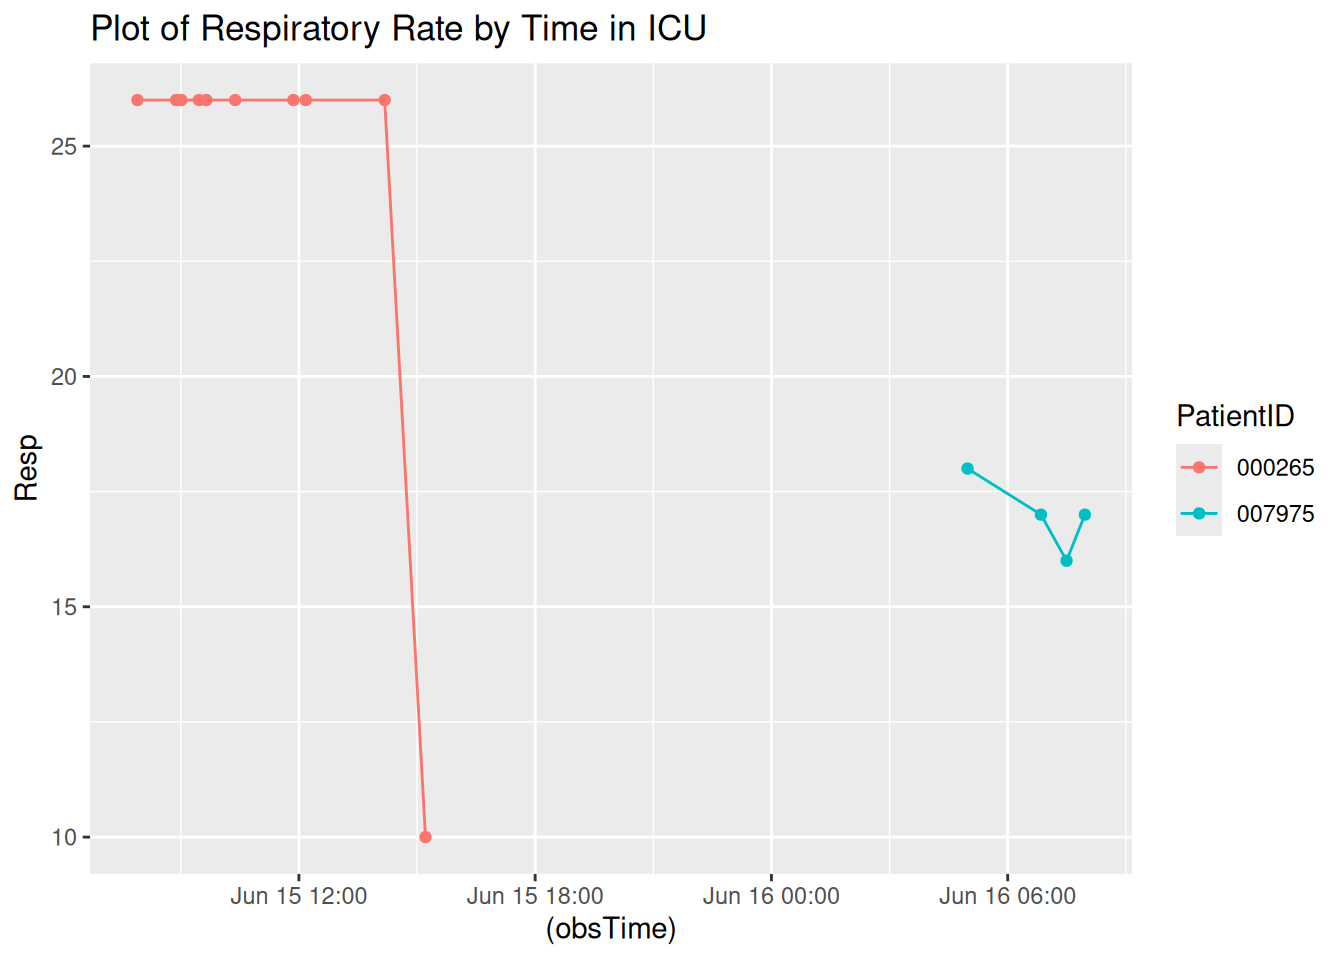 Plot of Respiratory Rate by Time in ICU
25
20
15
10
Resp
Jun 15 12:00
Jun 15 18:00
Jun 16 00:00
Jun 16 06:00
(obsTime)
PatientID
000265
007975